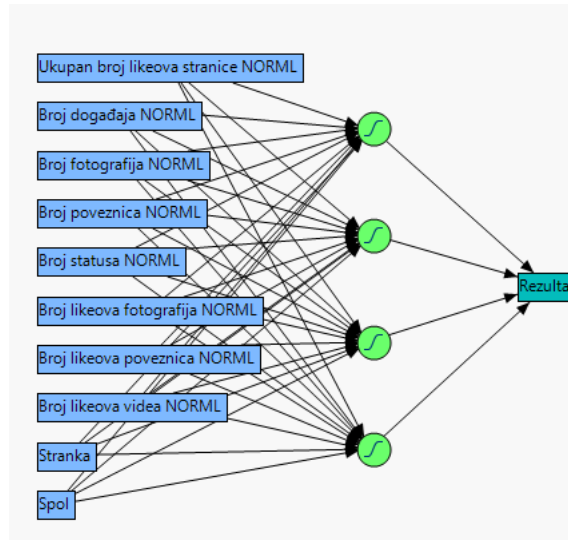 Ukupan broj likeova stranice NORML
Broj događaja NORML
Broj fotografija NORML
Broj poveznica NORML
Broj statusa NORML
Broj likeova fotografija NORML
Broj likeova poveznica NORML
Broj likeova videa NORML
Stranka
Spol
Rezulta